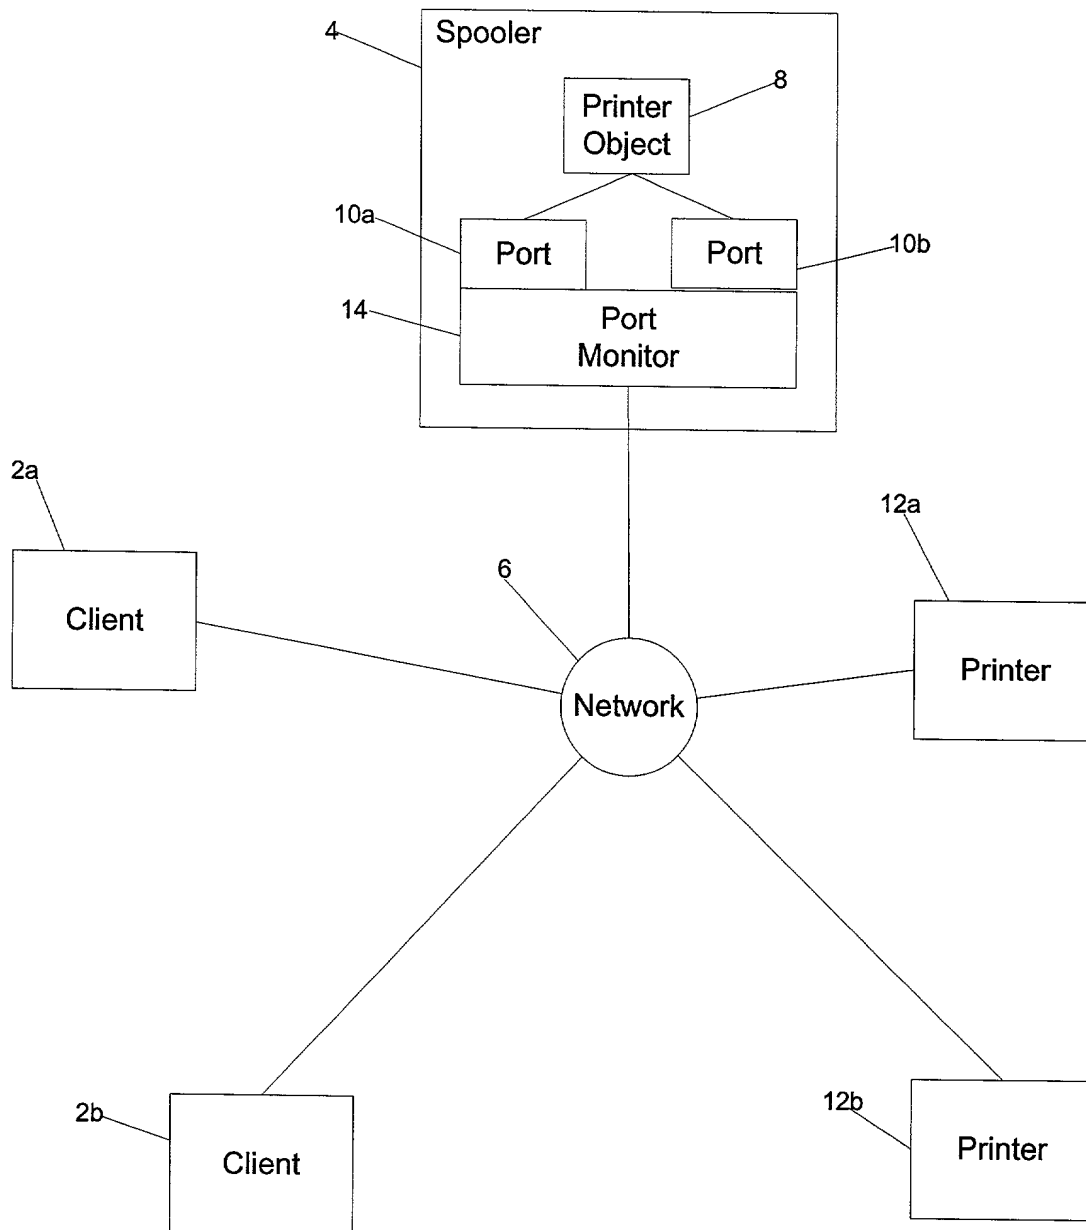 4
Spooler
8
Printer
Object
10a
Port
Port
10b
14
Port
Monitor
2a
12a
6
Client
Printer
Network
2b
12b
Client
Printer